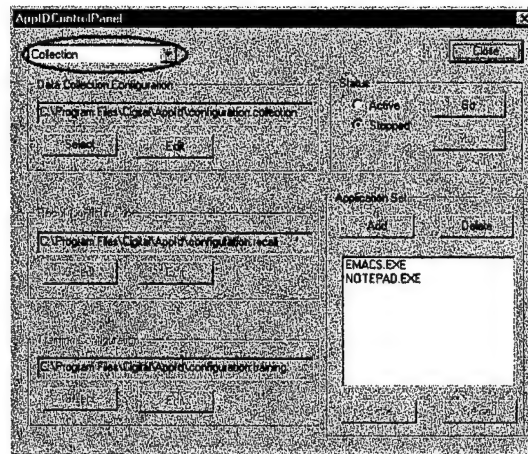 AppIDControlPanel
Collection
Close
Data Collection Configuration
C:\Program Files\Cigital\AppId\configuration.collection
Select
Edit
Status
Active
Stopped
Go
C:\Program Files\Cigital\AppId\configuration.recall
Edit
C:\Program Files\Cigital\AppId\configuration.training
Edit
Application Set
Add
Delete
EMACS.EXE
NOTEPAD.EXE